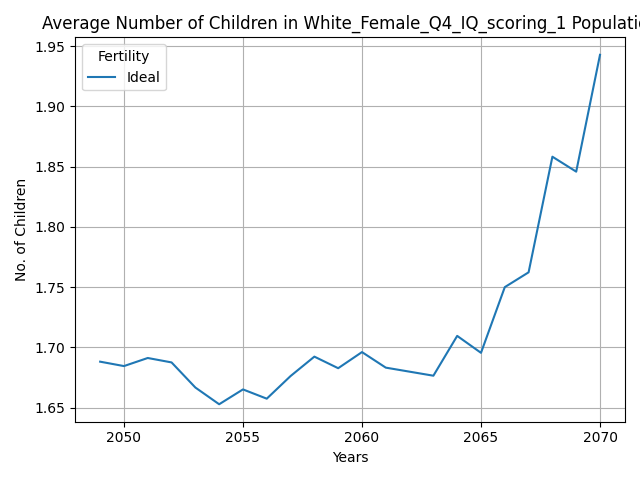 Average Number of Children in White_Female_Q4_IQ_scoring_1 Populatio
Fertility
Ideal
No. of Children
1.95
1.90
1.85
1.80
1.75
1.70
1.65
2050 2055 2060 2065 2070
Years